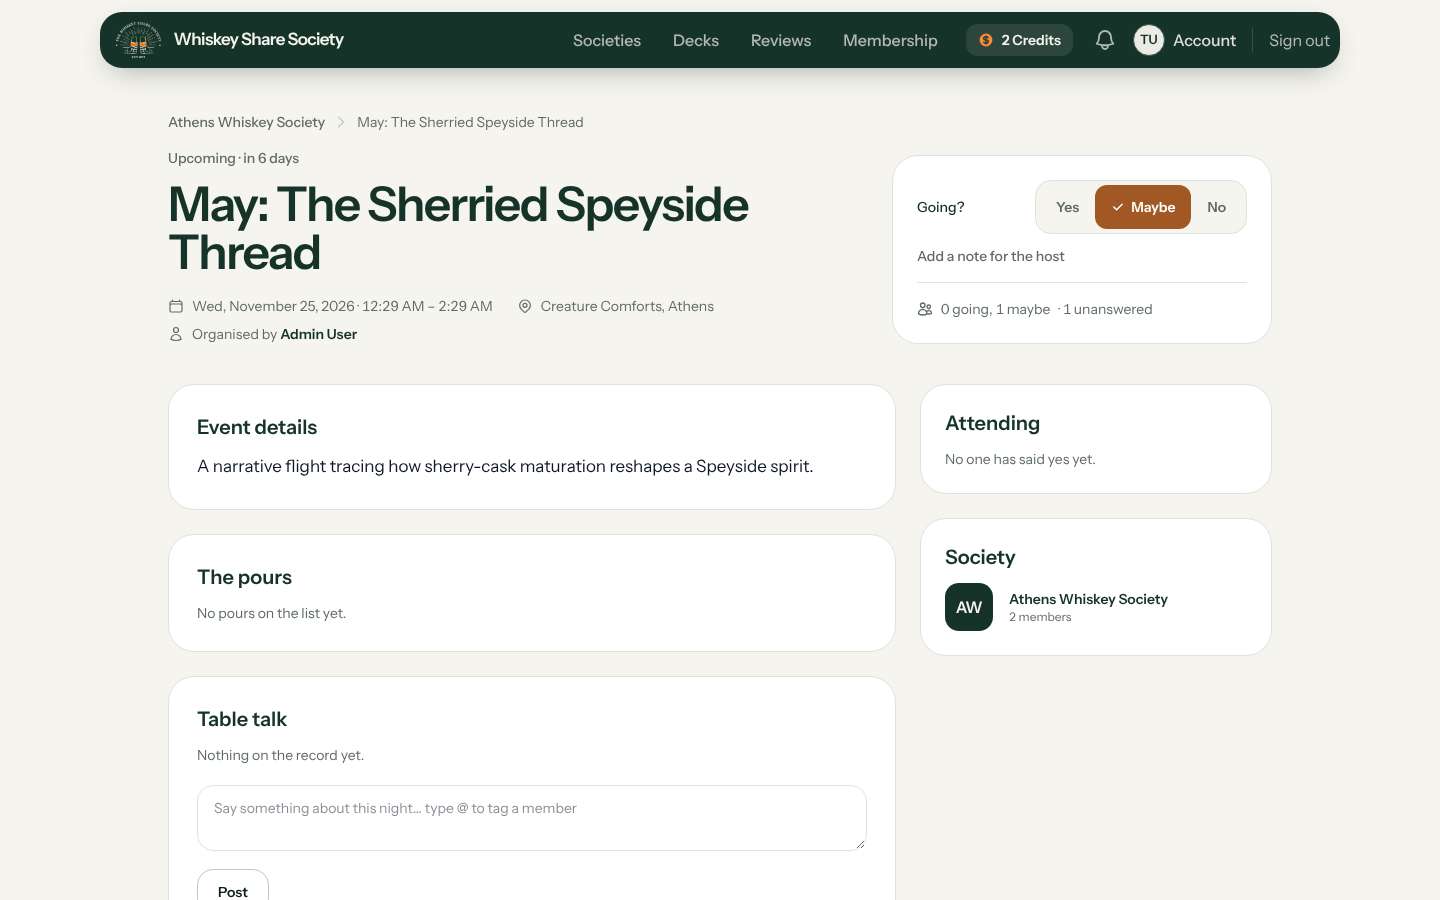 Whiskey Share Society
Societies
Decks
Reviews
Membership
2 Credits
TU
Account
Sign out
Athens Whiskey Society
May: The Sherried Speyside Thread
Upcoming · in 6 days
May: The Sherried Speyside
Thread
Wed, November 25, 2026 · 12:29 AM – 2:29 AM
Creature Comforts, Athens
Organised by Admin User
Going?
Yes
Maybe
No
Add a note for the host
0 going, 1 maybe · 1 unanswered
Event details
A narrative flight tracing how sherry-cask maturation reshapes a Speyside spirit.
Attending
No one has said yes yet.
The pours
No pours on the list yet.
Society
AW
Athens Whiskey Society
2 members
Table talk
Nothing on the record yet.
Say something about this night... type @ to tag a member
Post